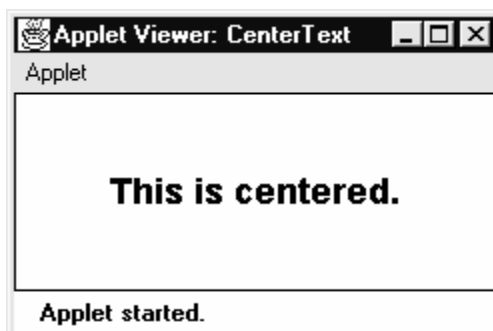 Applet Viewer: CenterText
Applet
This is centered.
Applet started.